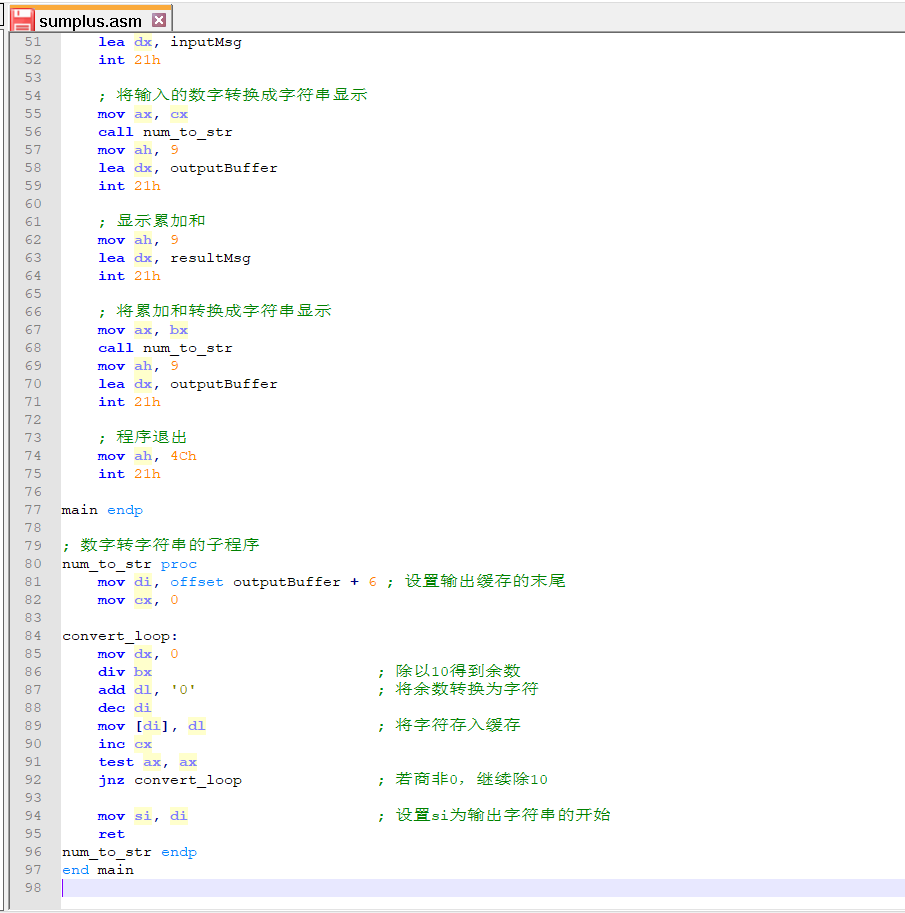 sumplus.asm
51 lea dx, inputMsg
52 int 21h
53
54 ; 将输入的数字转换成字符串显示
55 mov ax, cx
56 call num_to_str
57 mov ah, 9
58 lea dx, outputBuffer
59 int 21h
60
61 ; 显示累加和
62 mov ah, 9
63 lea dx, resultMsg
64 int 21h
65
66 ; 将累加和转换成字符串显示
67 mov ax, bx
68 call num_to_str
69 mov ah, 9
70 lea dx, outputBuffer
71 int 21h
72
73 ; 程序退出
74 mov ah, 4Ch
75 int 21h
76
77 main endp
78
79 ; 数字转字符串的子程序
80 num_to_str proc
81 mov di, offset outputBuffer + 6 ; 设置输出缓存的末尾
82 mov cx, 0
83
84 convert_loop:
85 mov dx, 0
86 div bx ; 除以10得到余数
87 add dl, '0' ; 将余数转换为字符
88 dec di
89 mov [di], dl ; 将字符存入缓存
90 inc cx
91 test ax, ax
92 jnz convert_loop ; 若商非0，继续除10
93
94 mov si, di ; 设置si为输出字符串的开始
95 ret
96 num_to_str endp
97 end main
98